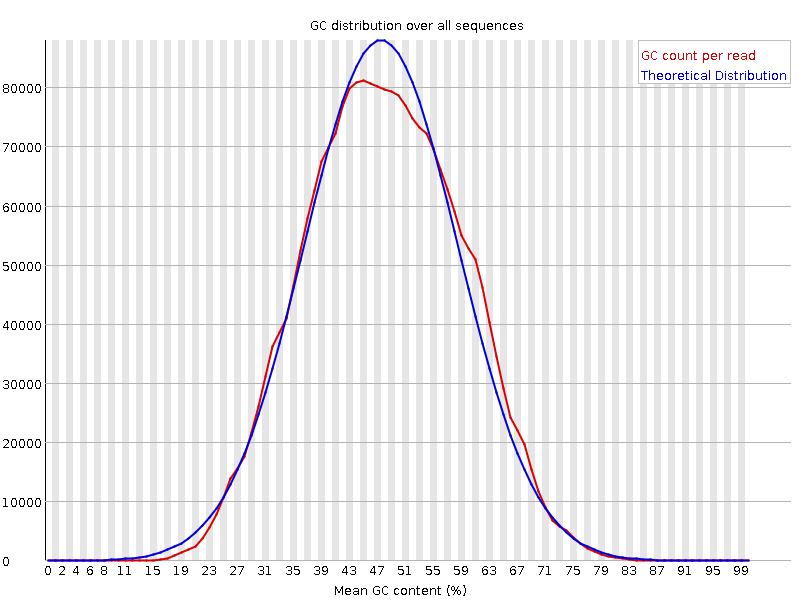 GC distribution over all sequences
GC count per read
Theoretical Distribution
80000
70000
60000
50000
40000
30000
20000
10000
0
0 2 4 6 8 11 15 19 23 27 31 35 39 43 47 51 55 59 63 67 71 75 79 83 87 91 95 99
Mean GC content (%)